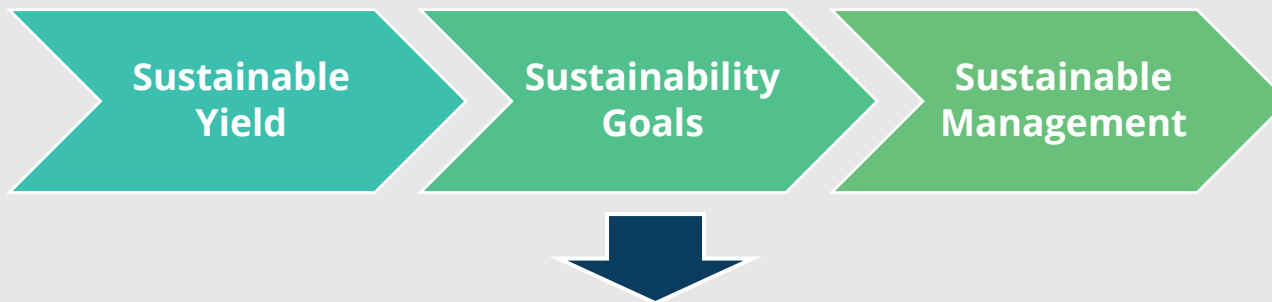 Sustainable
Yield
Sustainability
Goals
Sustainable
Management